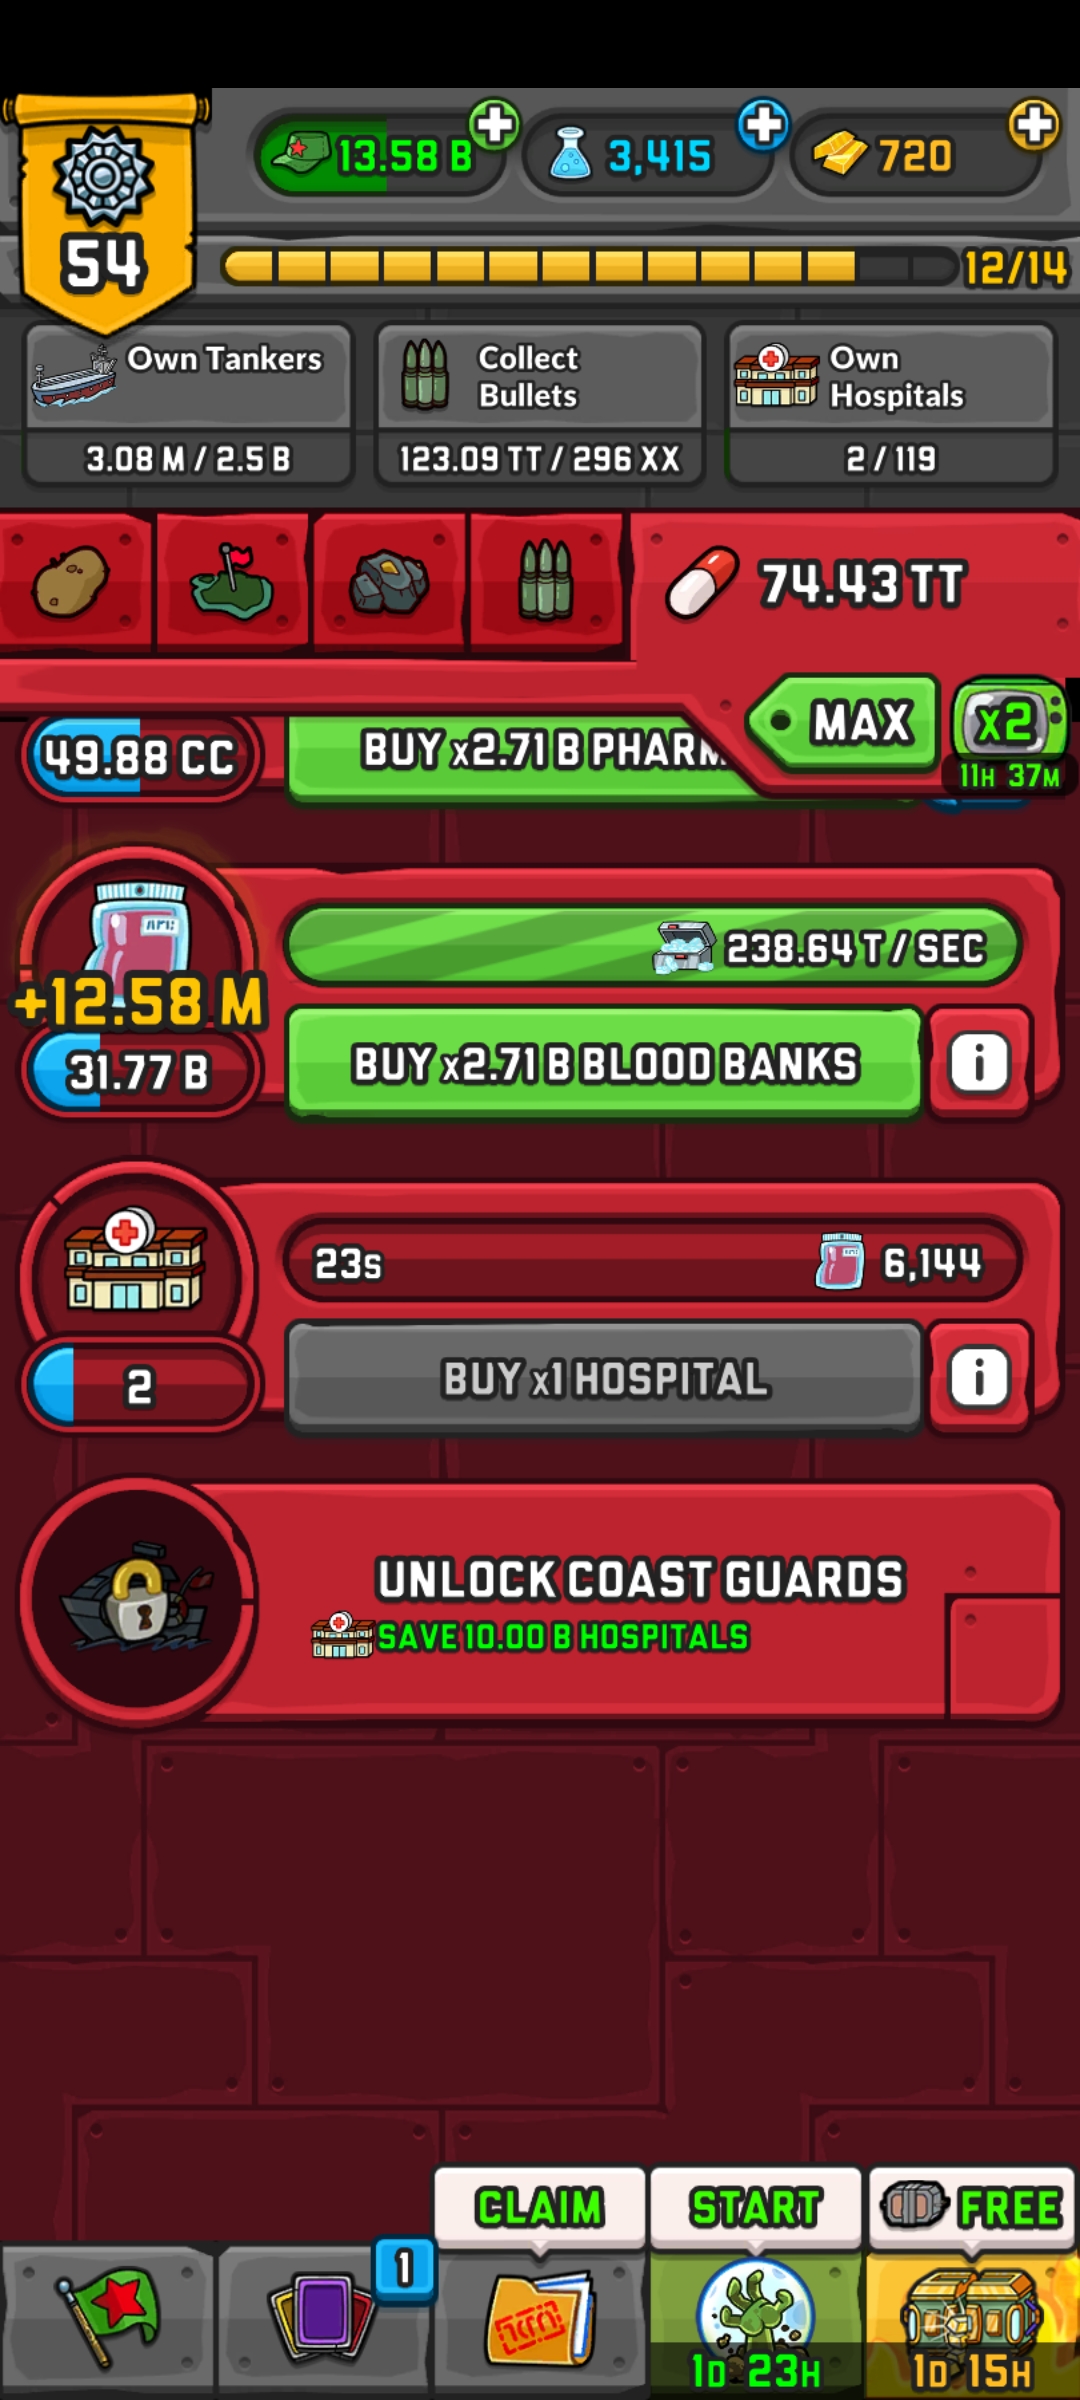 54
13.58 B
3,415
720
12/14
Own Tankers
3.08 M / 2.5 B
Collect
Bullets
123.09 TT / 296 XX
Own
Hospitals
2 / 119
74.43 TT
MAX
x2
11H 37M
49.88 CC
BUY x2.71 B PHARM
238.64 T / SEC
+12.58 M
31.77 B
BUY x2.71 B BLOOD BANKS
i
23s
6,144
2
BUY x1 HOSPITAL
i
UNLOCK COAST GUARDS
SAVE 10.00 B HOSPITALS
CLAIM
START
FREE
1
1D 23H
1D 15H